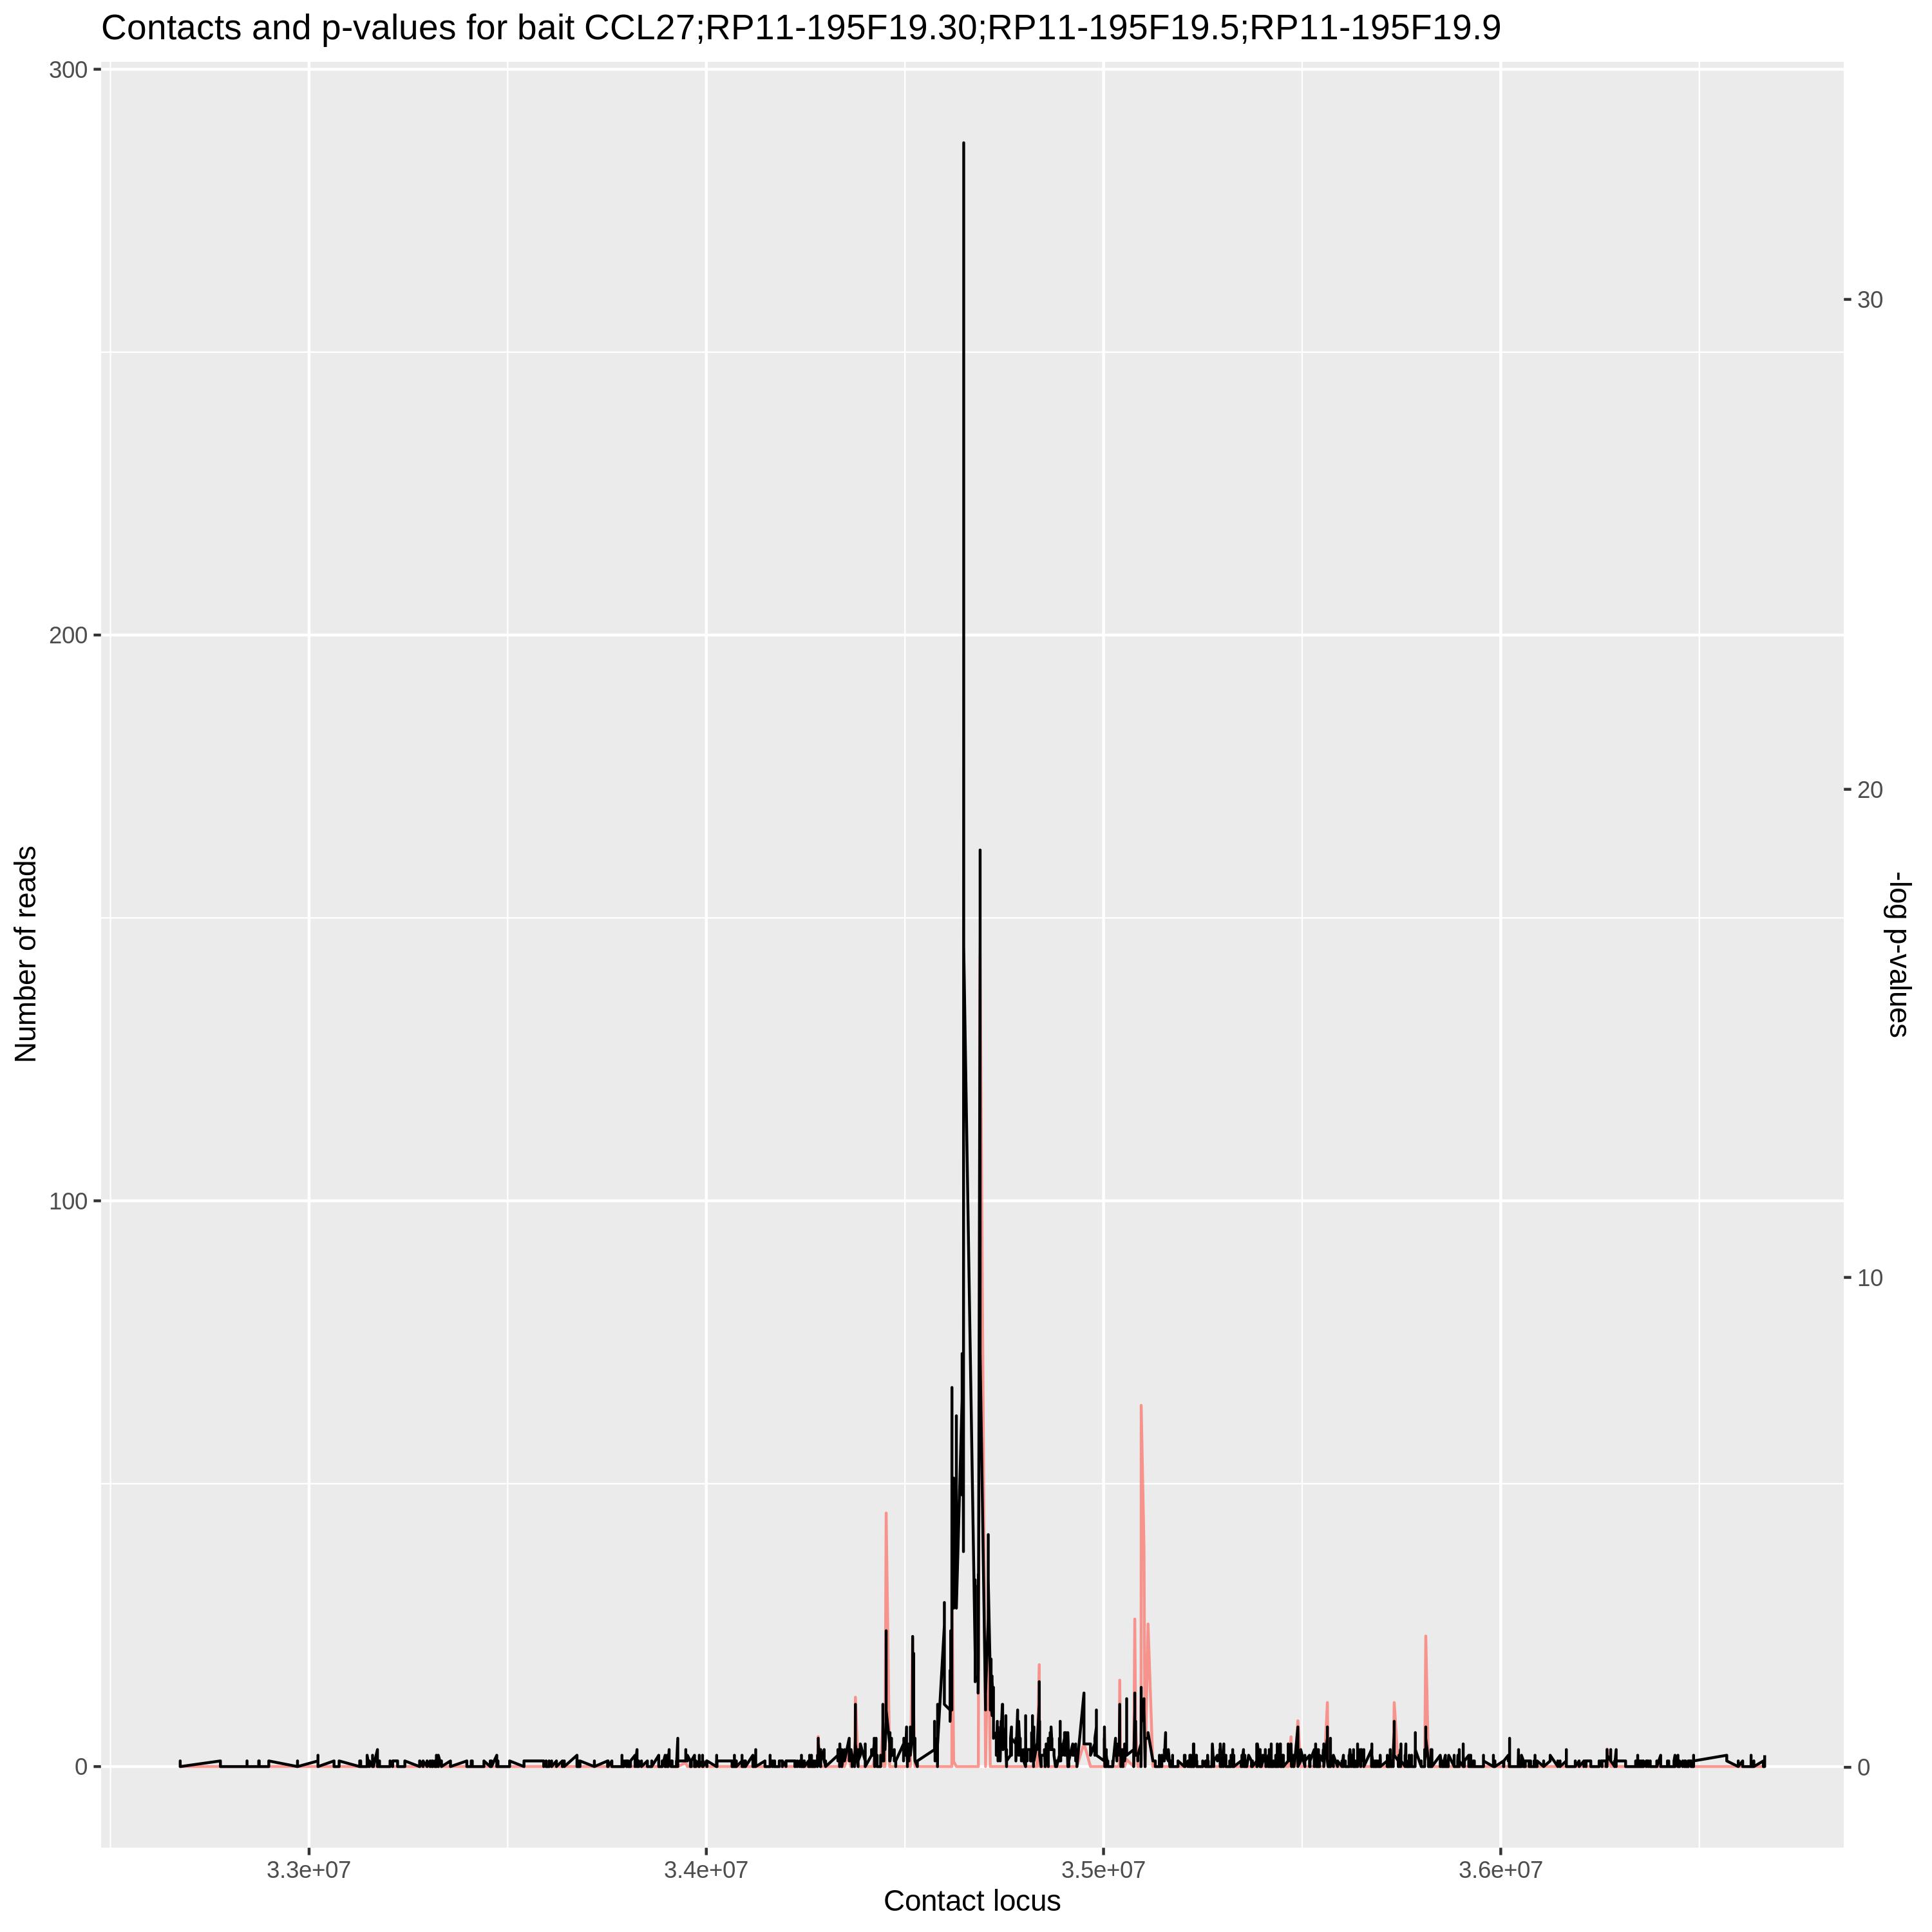 Contacts and p-values for bait CCL27;RP11-195F19.30;RP11-195F19.5;RP11-195F19.9
300
200
100
0
Number of reads
30
20
10
0
-log p-values
3.3e+07
3.4e+07
3.5e+07
3.6e+07
Contact locus